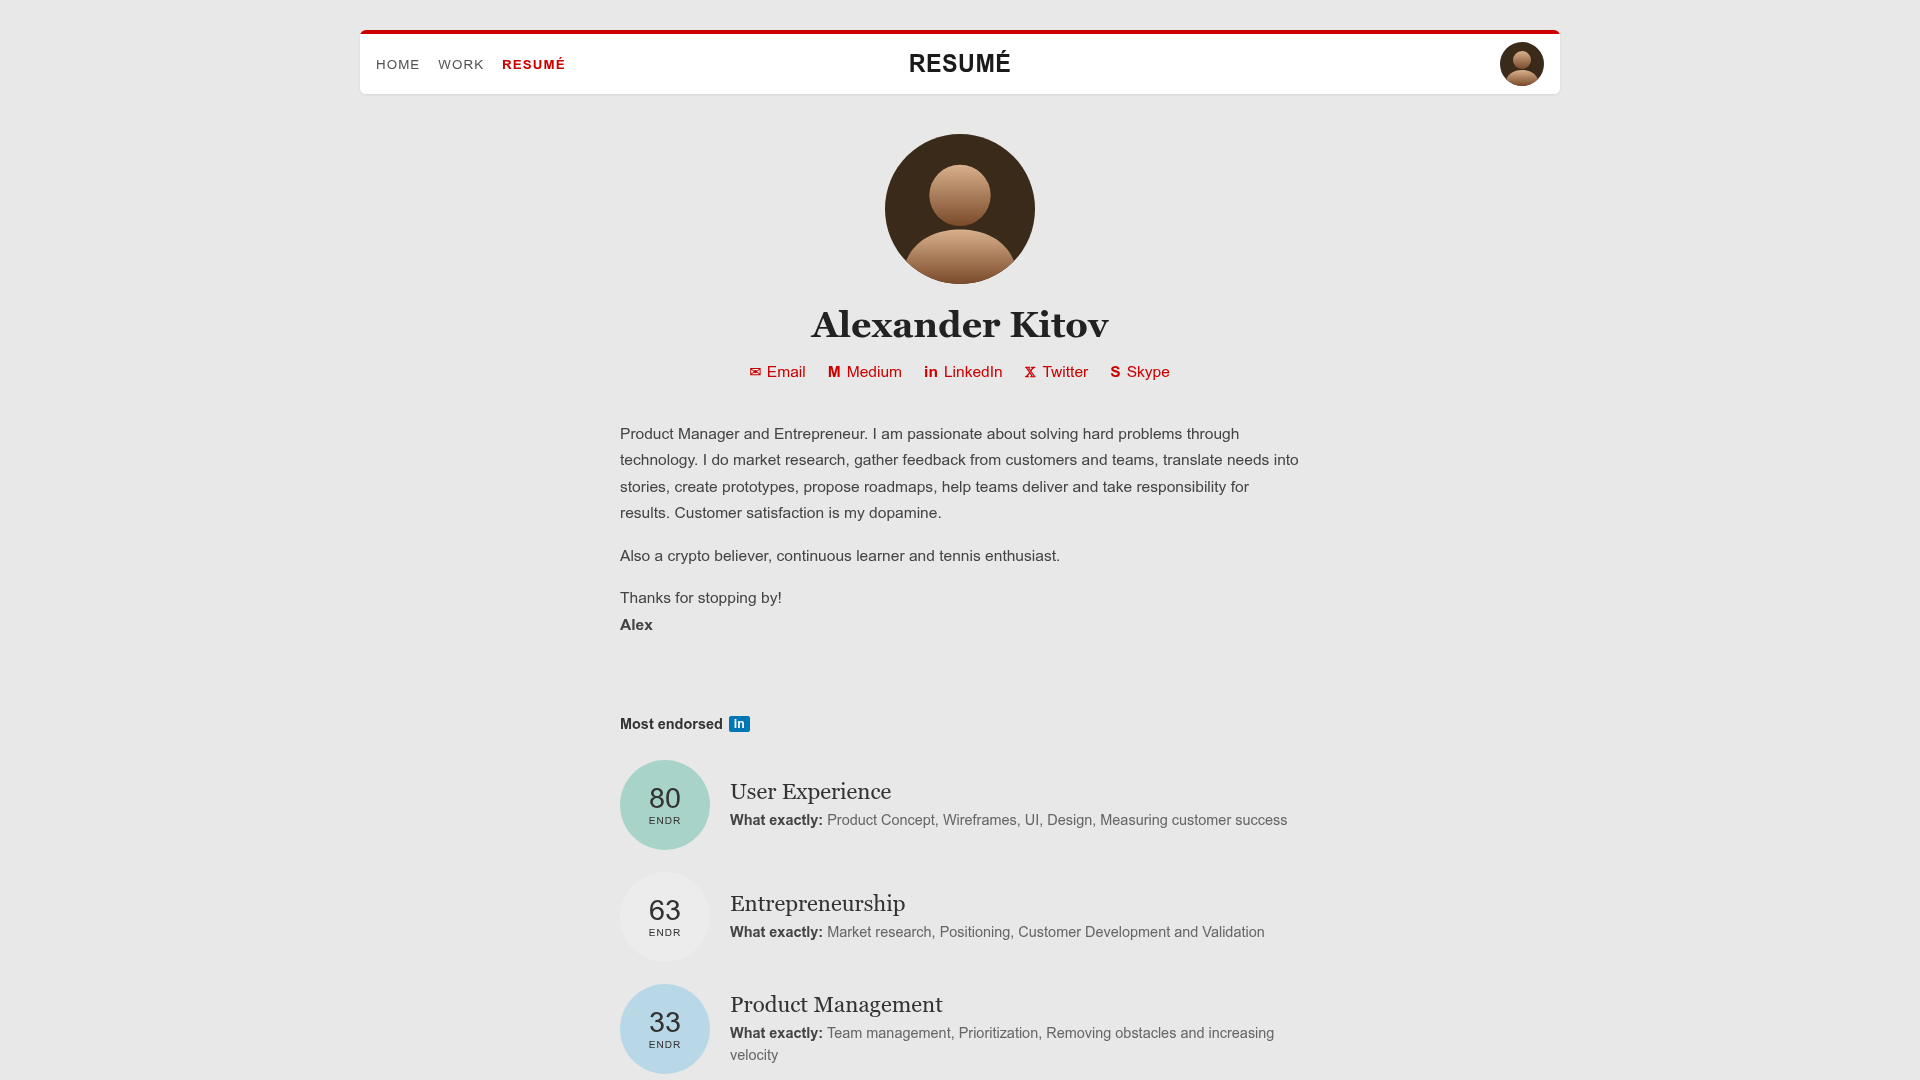 HOME WORK RESUMÉ
RESUMÉ
Alexander Kitov
✉ Email M Medium in LinkedIn 𝕏 Twitter S Skype
Product Manager and Entrepreneur. I am passionate about solving hard problems through
technology. I do market research, gather feedback from customers and teams, translate needs into
stories, create prototypes, propose roadmaps, help teams deliver and take responsibility for
results. Customer satisfaction is my dopamine.
Also a crypto believer, continuous learner and tennis enthusiast.
Thanks for stopping by!
Alex
Most endorsed in
80
ENDR
User Experience
What exactly: Product Concept, Wireframes, UI, Design, Measuring customer success
63
ENDR
Entrepreneurship
What exactly: Market research, Positioning, Customer Development and Validation
33
ENDR
Product Management
What exactly: Team management, Prioritization, Removing obstacles and increasing
velocity